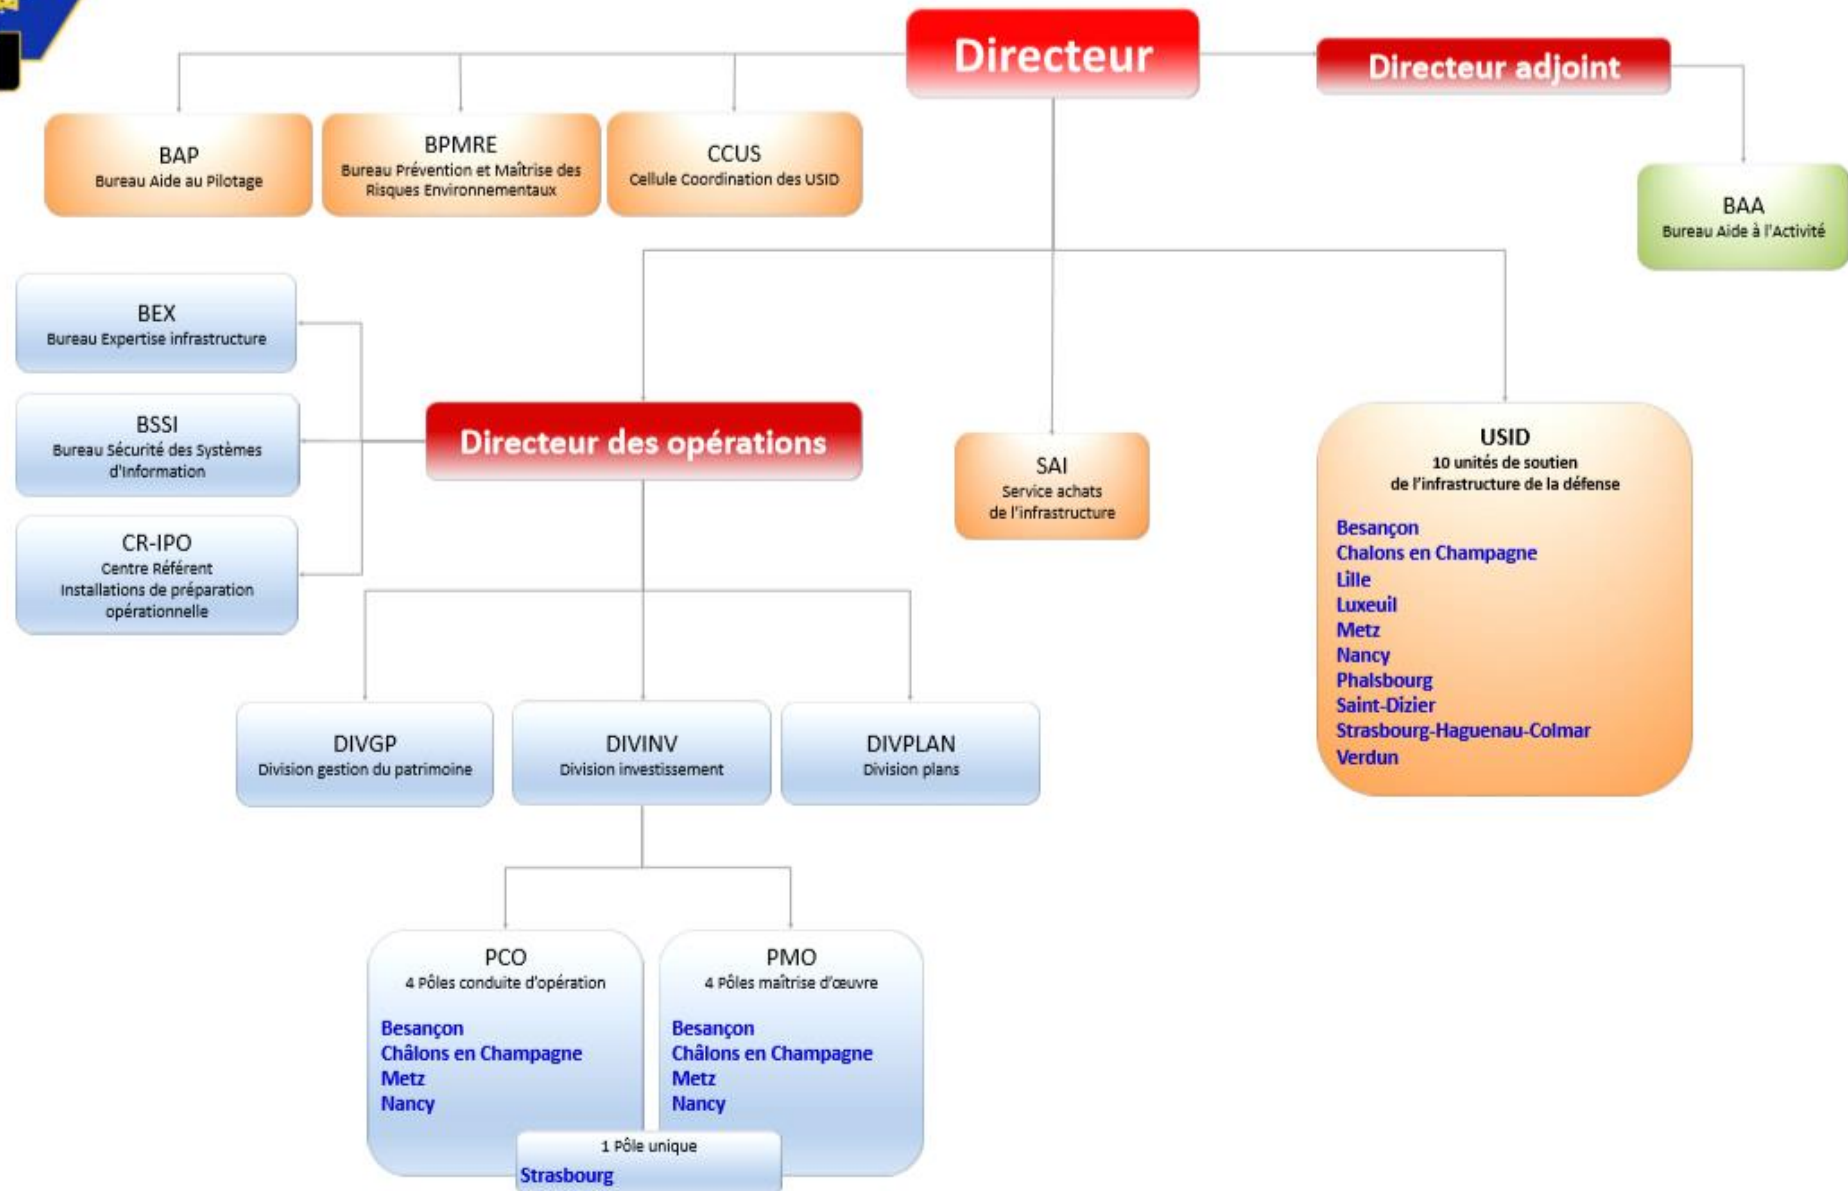 Directeur
Directeur adjoint
BAP
Bureau Aide au Pilotage
BPMRE
Bureau Prévention et Maîtrise des
Risques Environnementaux
CCUS
Cellule Coordination des USID
BAA
Bureau Aide à l'Activité
BEX
Bureau Expertise infrastructure
BSSI
Bureau Sécurité des Systèmes
d'Information
CR-IPO
Centre Référent
Installations de préparation
opérationnelle
Directeur des opérations
SAI
Service achats
de l'infrastructure
USID
10 unités de soutien
de l'infrastructure de la défense
Besançon
Chalons en Champagne
Lille
Luxeuil
Metz
Nancy
Phalsbourg
Saint-Dizier
Strasbourg-Haguenau-Colmar
Verdun
DIVGP
Division gestion du patrimoine
DIVINV
Division investissement
DIVPLAN
Division plans
PCO
4 Pôles conduite d'opération
Besançon
Châlons en Champagne
Metz
Nancy
PMO
4 Pôles maîtrise d'œuvre
Besançon
Châlons en Champagne
Metz
Nancy
1 Pôle unique
Strasbourg